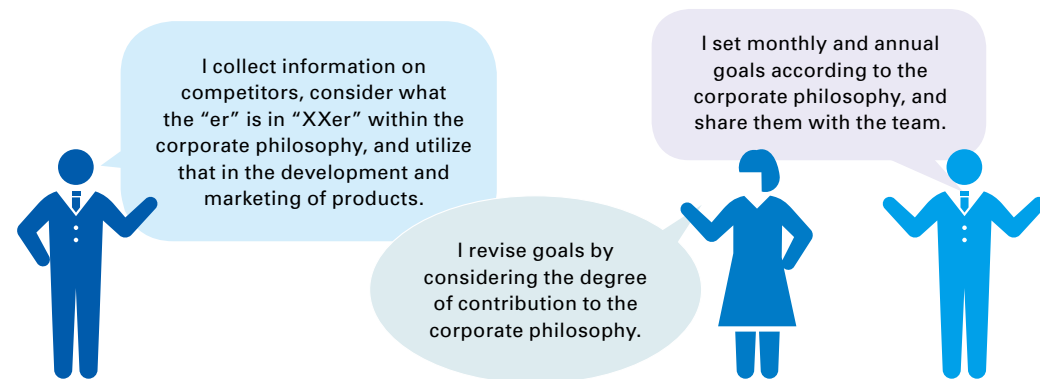 I collect information on
competitors, consider what
the “er” is in “XXer” within the
corporate philosophy, and utilize
that in the development and
marketing of products.
I revise goals by
considering the degree
of contribution to the
corporate philosophy.
I set monthly and annual
goals according to the
corporate philosophy, and
share them with the team.